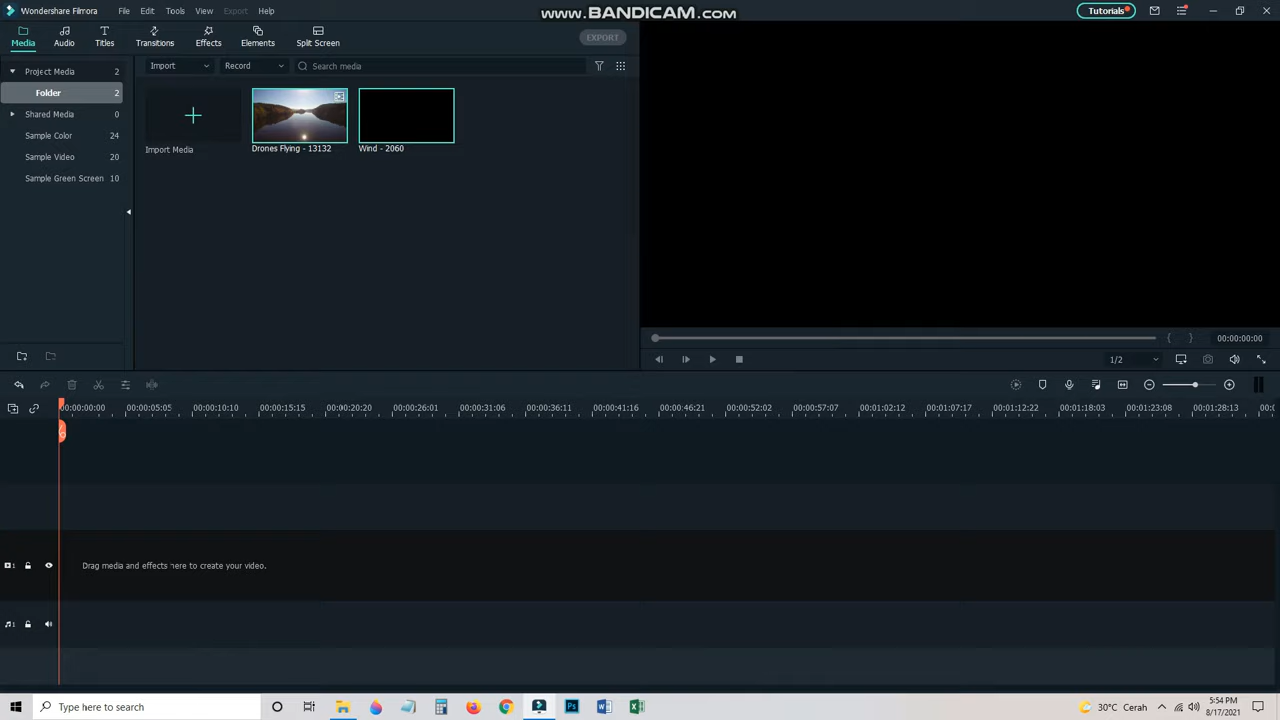 Wondershare Filmora File Edit Tools View Export Help www.BANDICAM.com Tutorials
Media Audio Titles Transitions Effects Elements Split Screen EXPORT
Project Media 2 Import Record Search media
Folder 2
Shared Media 0
Sample Color 24
Import Media Drones Flying - 13132 Wind - 2060
Sample Video 20
Sample Green Screen 10
00:00:00:00
1/2
00:00:00:00 00:00:05:05 00:00:10:10 00:00:15:15 00:00:20:20 00:00:26:01 00:00:31:06 00:00:36:11 00:00:41:16 00:00:46:21 00:00:52:02 00:00:57:07 00:01:02:12 00:01:07:17 00:01:12:22 00:01:18:03 00:01:23:08 00:01:28:13
1 Drag media and effects here to create your video.
1
Type here to search 30°C Cerah 5:54 PM
8/17/2021